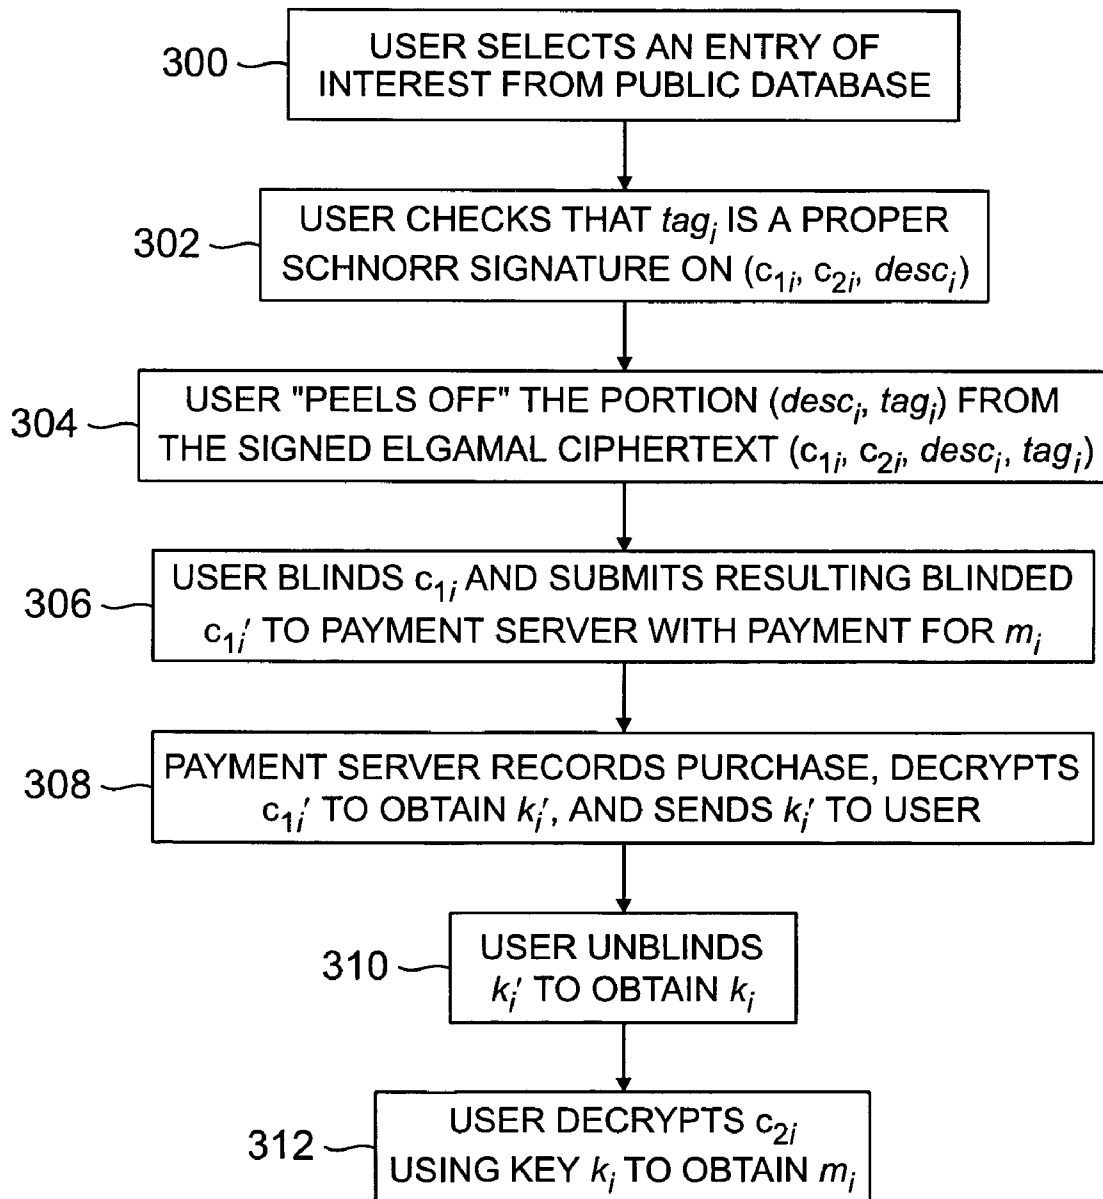 300
USER SELECTS AN ENTRY OF
INTEREST FROM PUBLIC DATABASE
302
USER CHECKS THAT tagᵢ IS A PROPER
SCHNORR SIGNATURE ON (c₁ᵢ, c₂ᵢ, descᵢ)
304
USER "PEELS OFF" THE PORTION (descᵢ, tagᵢ) FROM
THE SIGNED ELGAMAL CIPHERTEXT (c₁ᵢ, c₂ᵢ, descᵢ, tagᵢ)
306
USER BLINDS c₁ᵢ AND SUBMITS RESULTING BLINDED
c₁ᵢ′ TO PAYMENT SERVER WITH PAYMENT FOR mᵢ
308
PAYMENT SERVER RECORDS PURCHASE, DECRYPTS
c₁ᵢ′ TO OBTAIN kᵢ′, AND SENDS kᵢ′ TO USER
310
USER UNBLINDS
kᵢ′ TO OBTAIN kᵢ
312
USER DECRYPTS c₂ᵢ
USING KEY kᵢ TO OBTAIN mᵢ